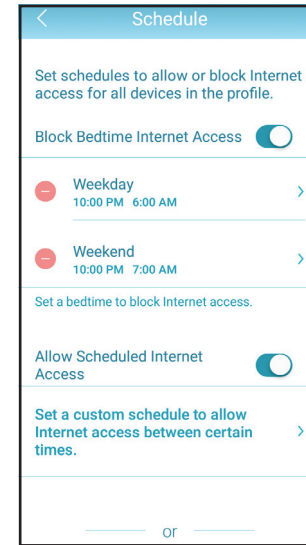 Schedule
Set schedules to allow or block Internet
access for all devices in the profile.
Block Bedtime Internet Access
Weekday
10:00 PM 6:00 AM
Weekend
10:00 PM 7:00 AM
Set a bedtime to block Internet access.
Allow Scheduled Internet
Access
Set a custom schedule to allow
Internet access between certain
times.
or